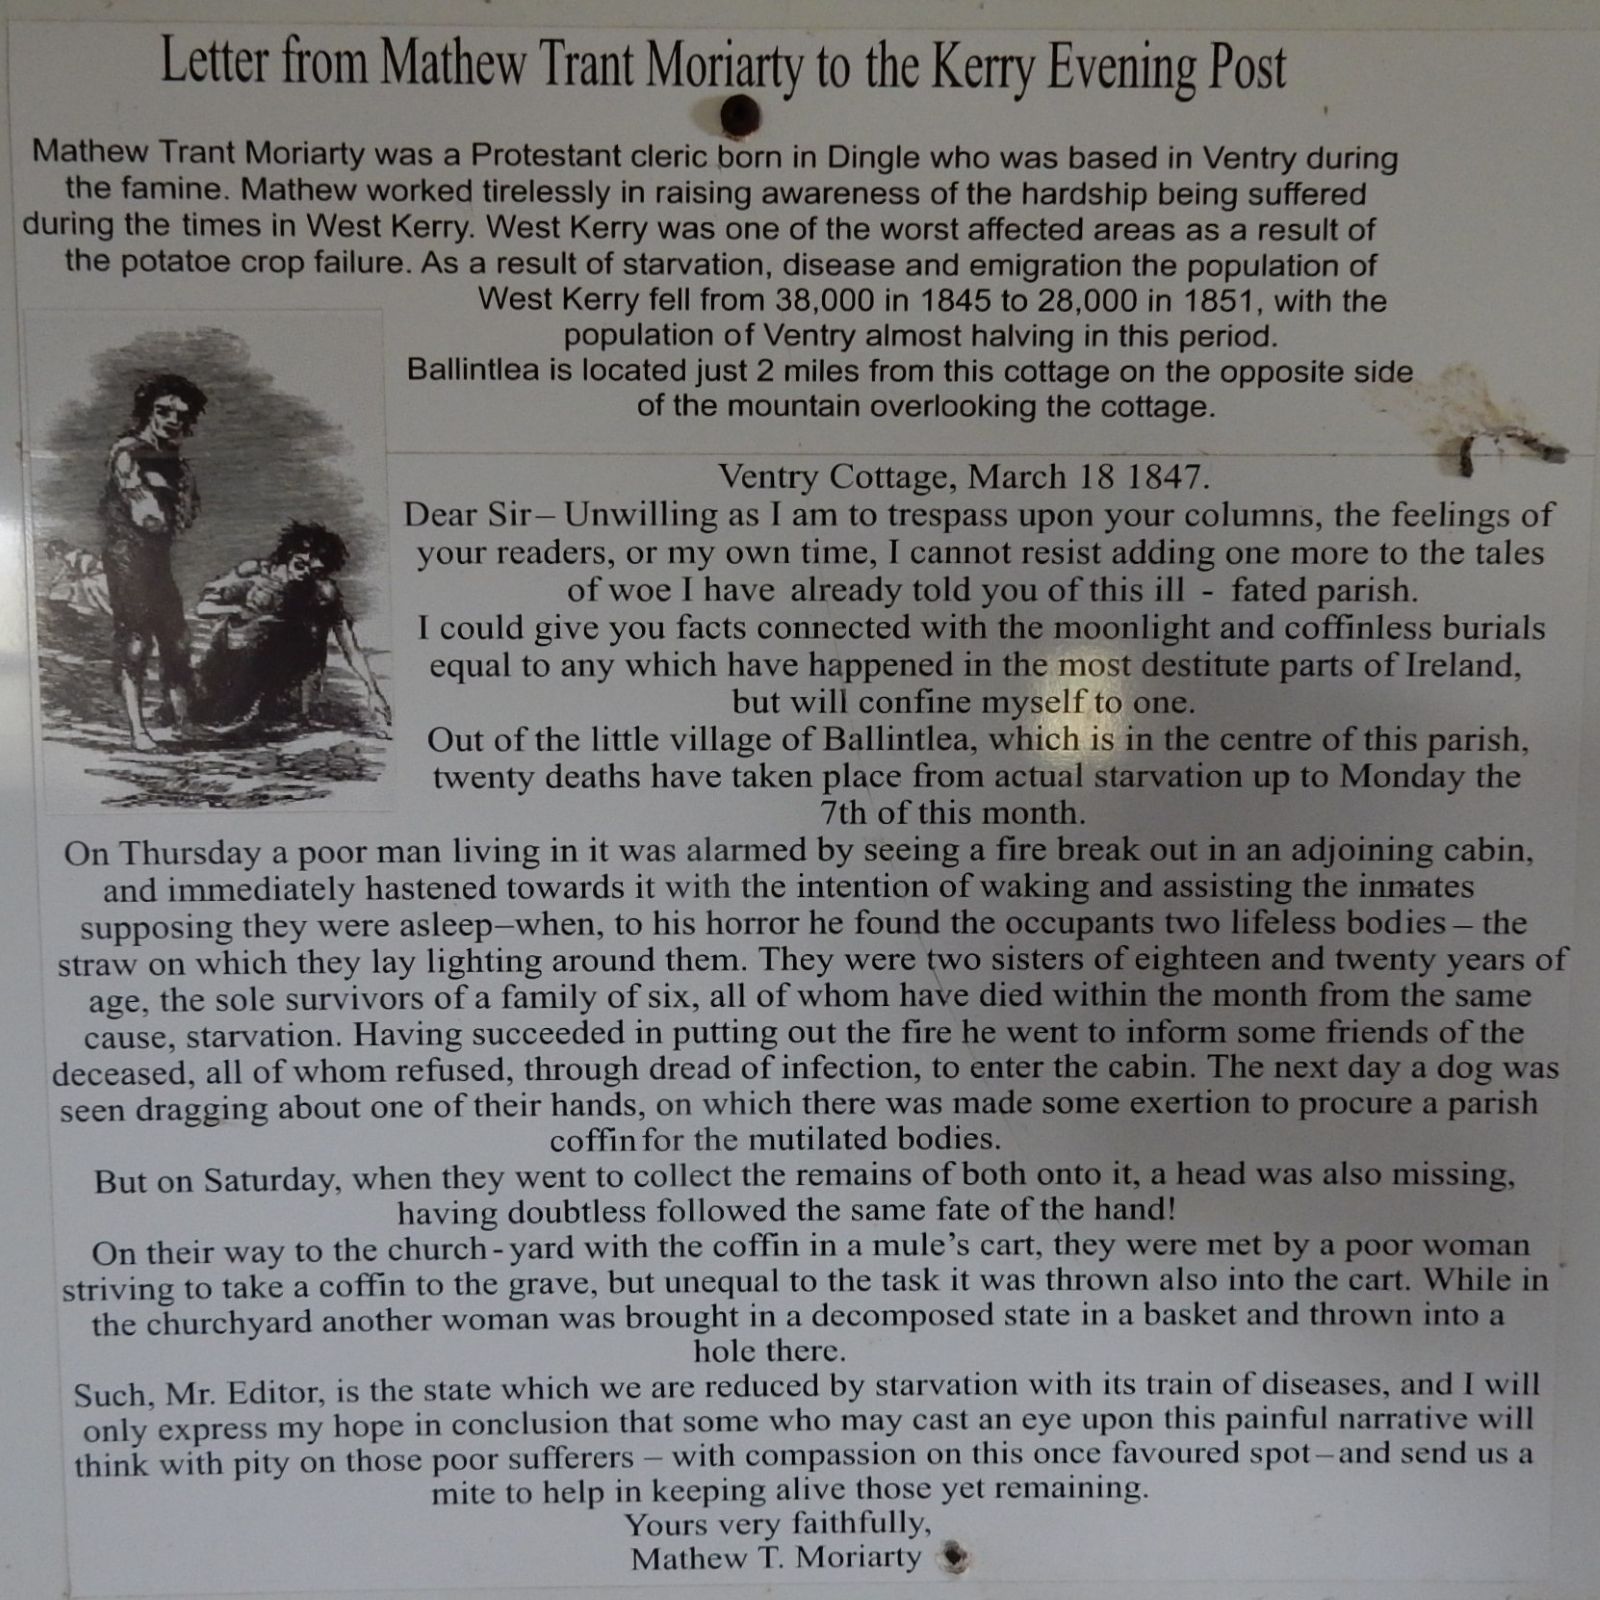 Letter from Mathew Trant Moriarty to the Kerry Evening Post
Mathew Trant Moriarty was a Protestant cleric born in Dingle who was based in Ventry during
the famine. Mathew worked tirelessly in raising awareness of the hardship being suffered
during the times in West Kerry. West Kerry was one of the worst affected areas as a result of
the potatoe crop failure. As a result of starvation, disease and emigration the population of
West Kerry fell from 38,000 in 1845 to 28,000 in 1851, with the
population of Ventry almost halving in this period.
Ballintlea is located just 2 miles from this cottage on the opposite side
of the mountain overlooking the cottage.
Ventry Cottage, March 18 1847.
Dear Sir– Unwilling as I am to trespass upon your columns, the feelings of
your readers, or my own time, I cannot resist adding one more to the tales
of woe I have already told you of this ill - fated parish.
I could give you facts connected with the moonlight and coffinless burials
equal to any which have happened in the most destitute parts of Ireland,
but will confine myself to one.
Out of the little village of Ballintlea, which is in the centre of this parish,
twenty deaths have taken place from actual starvation up to Monday the
7th of this month.
On Thursday a poor man living in it was alarmed by seeing a fire break out in an adjoining cabin,
and immediately hastened towards it with the intention of waking and assisting the inmates
supposing they were asleep–when, to his horror he found the occupants two lifeless bodies – the
straw on which they lay lighting around them. They were two sisters of eighteen and twenty years of
age, the sole survivors of a family of six, all of whom have died within the month from the same
cause, starvation. Having succeeded in putting out the fire he went to inform some friends of the
deceased, all of whom refused, through dread of infection, to enter the cabin. The next day a dog was
seen dragging about one of their hands, on which there was made some exertion to procure a parish
coffin for the mutilated bodies.
But on Saturday, when they went to collect the remains of both onto it, a head was also missing,
having doubtless followed the same fate of the hand!
On their way to the church - yard with the coffin in a mule's cart, they were met by a poor woman
striving to take a coffin to the grave, but unequal to the task it was thrown also into the cart. While in
the churchyard another woman was brought in a decomposed state in a basket and thrown into a
hole there.
Such, Mr. Editor, is the state which we are reduced by starvation with its train of diseases, and I will
only express my hope in conclusion that some who may cast an eye upon this painful narrative will
think with pity on those poor sufferers – with compassion on this once favoured spot – and send us a
mite to help in keeping alive those yet remaining.
Yours very faithfully,
Mathew T. Moriarty